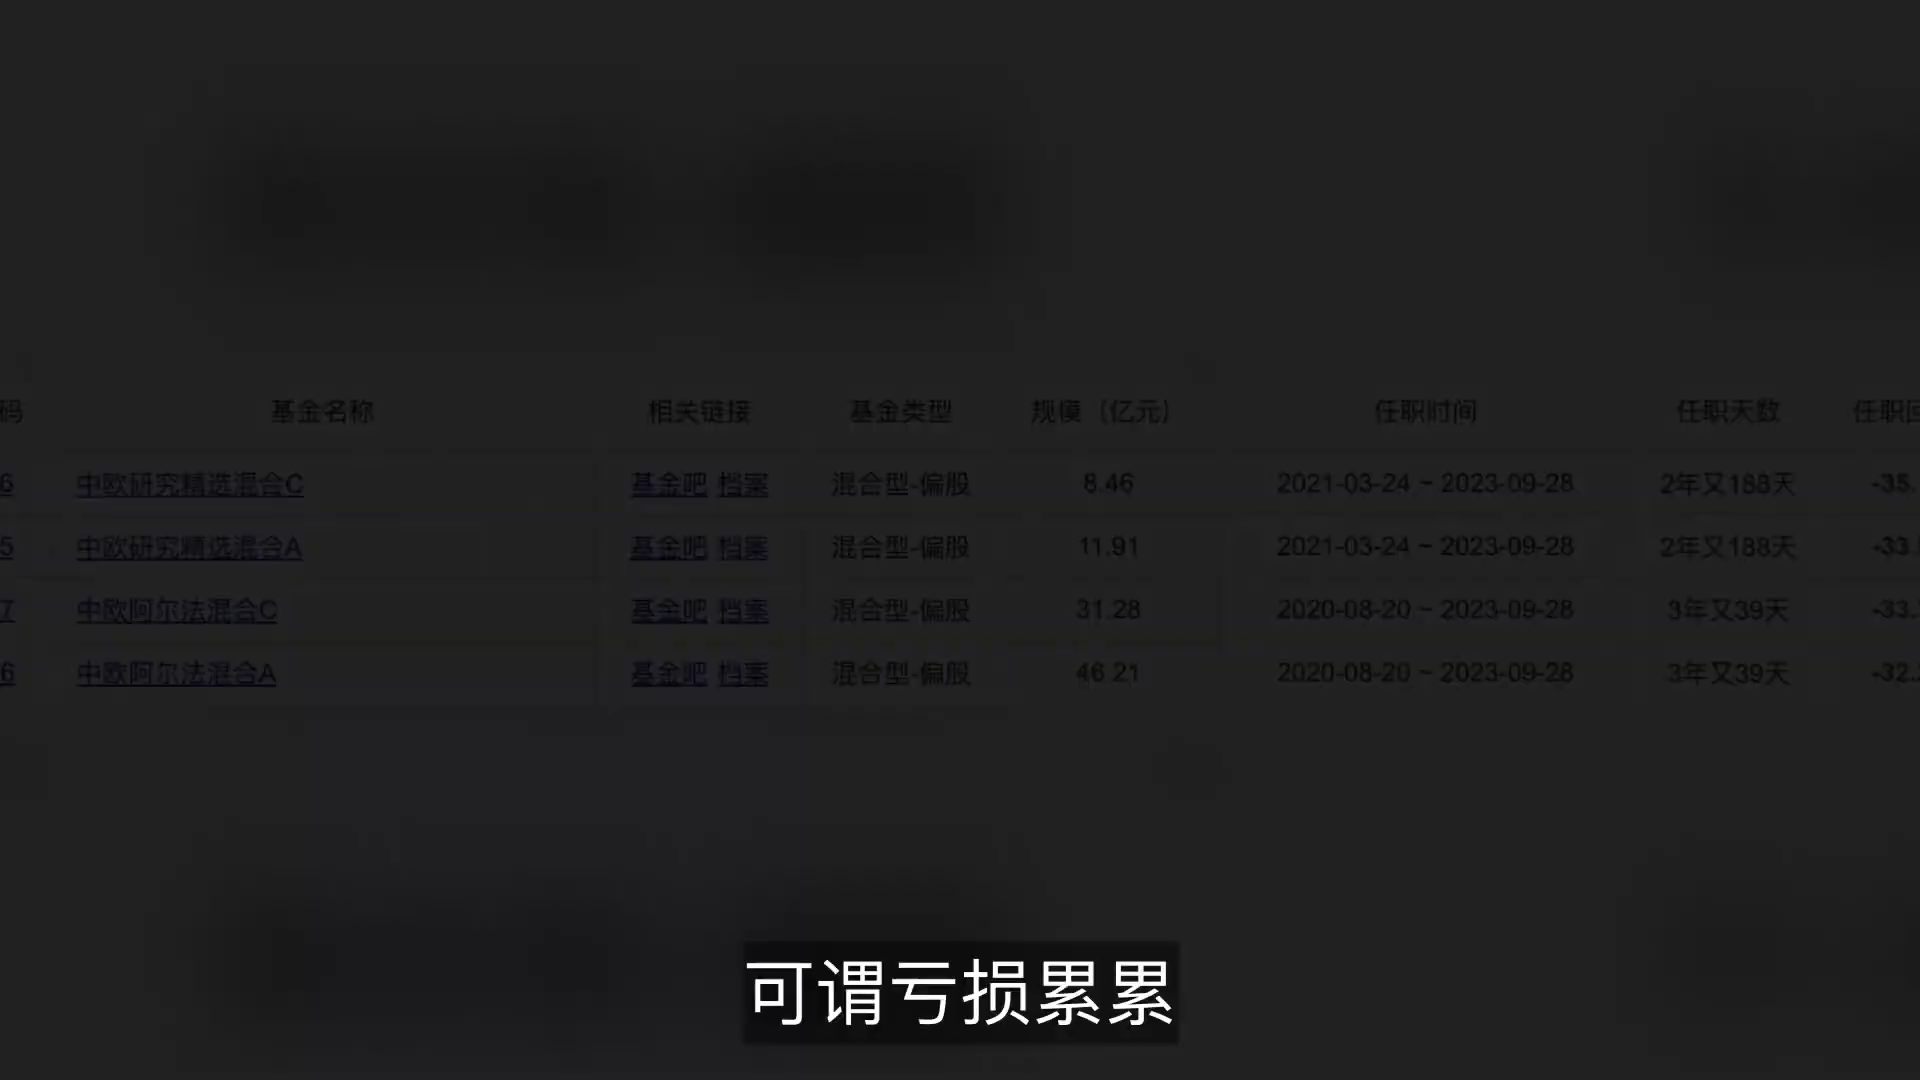 码 基金名称 相关链接 基金类型 规模（亿元） 任职时间 任职天数 任职回
6 中欧研究精选混合C 基金吧 档案 混合型-偏股 8.46 2021-03-24 ~ 2023-09-28 2年又188天 -35.
5 中欧研究精选混合A 基金吧 档案 混合型-偏股 11.91 2021-03-24 ~ 2023-09-28 2年又188天 -33.
7 中欧阿尔法混合C 基金吧 档案 混合型-偏股 31.28 2020-08-20 ~ 2023-09-28 3年又39天 -33.
6 中欧阿尔法混合A 基金吧 档案 混合型-偏股 46.21 2020-08-20 ~ 2023-09-28 3年又39天 -32.
可谓亏损累累